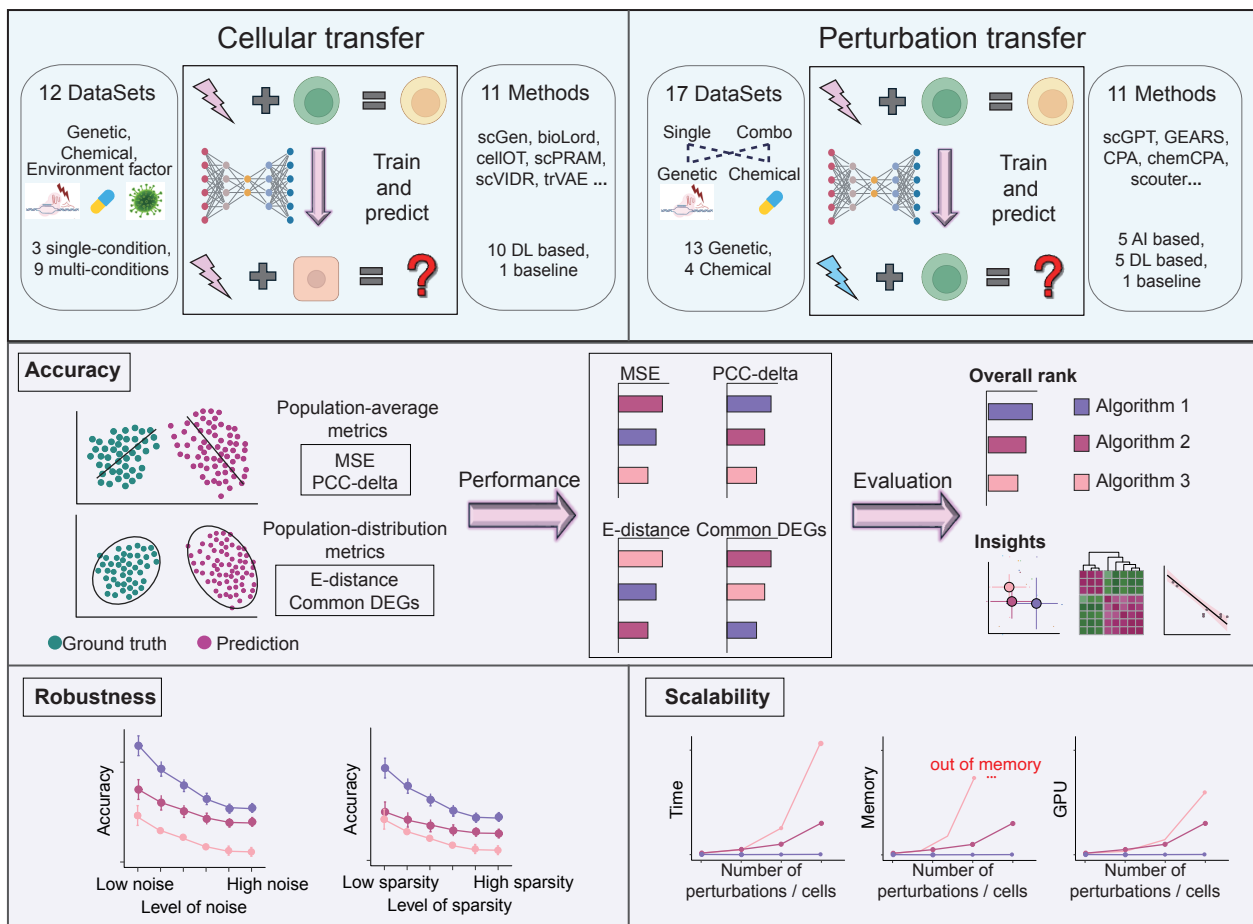 Cellular transfer
12 DataSets
Genetic,
Chemical,
Environment factor
3 single-condition,
9 multi-conditions
Train
and
predict
?
11 Methods
scGen, bioLord,
cellOT, scPRAM,
scVIDR, trVAE ...
10 DL based,
1 baseline
Perturbation transfer
17 DataSets
Single Combo
Genetic Chemical
13 Genetic,
4 Chemical
Train
and
predict
?
11 Methods
scGPT, GEARS,
CPA, chemCPA,
scouter...
5 AI based,
5 DL based,
1 baseline
Accuracy
Population-average
metrics
MSE
PCC-delta
Population-distribution
metrics
E-distance
Common DEGs
Ground truth
Prediction
Performance
MSE
PCC-delta
E-distance
Common DEGs
Evaluation
Overall rank
Algorithm 1
Algorithm 2
Algorithm 3
Insights
Robustness
Accuracy
Low noise High noise
Level of noise
Accuracy
Low sparsity High sparsity
Level of sparsity
Scalability
Time
Number of
perturbations / cells
Memory
out of memory
...
Number of
perturbations / cells
GPU
Number of
perturbations / cells